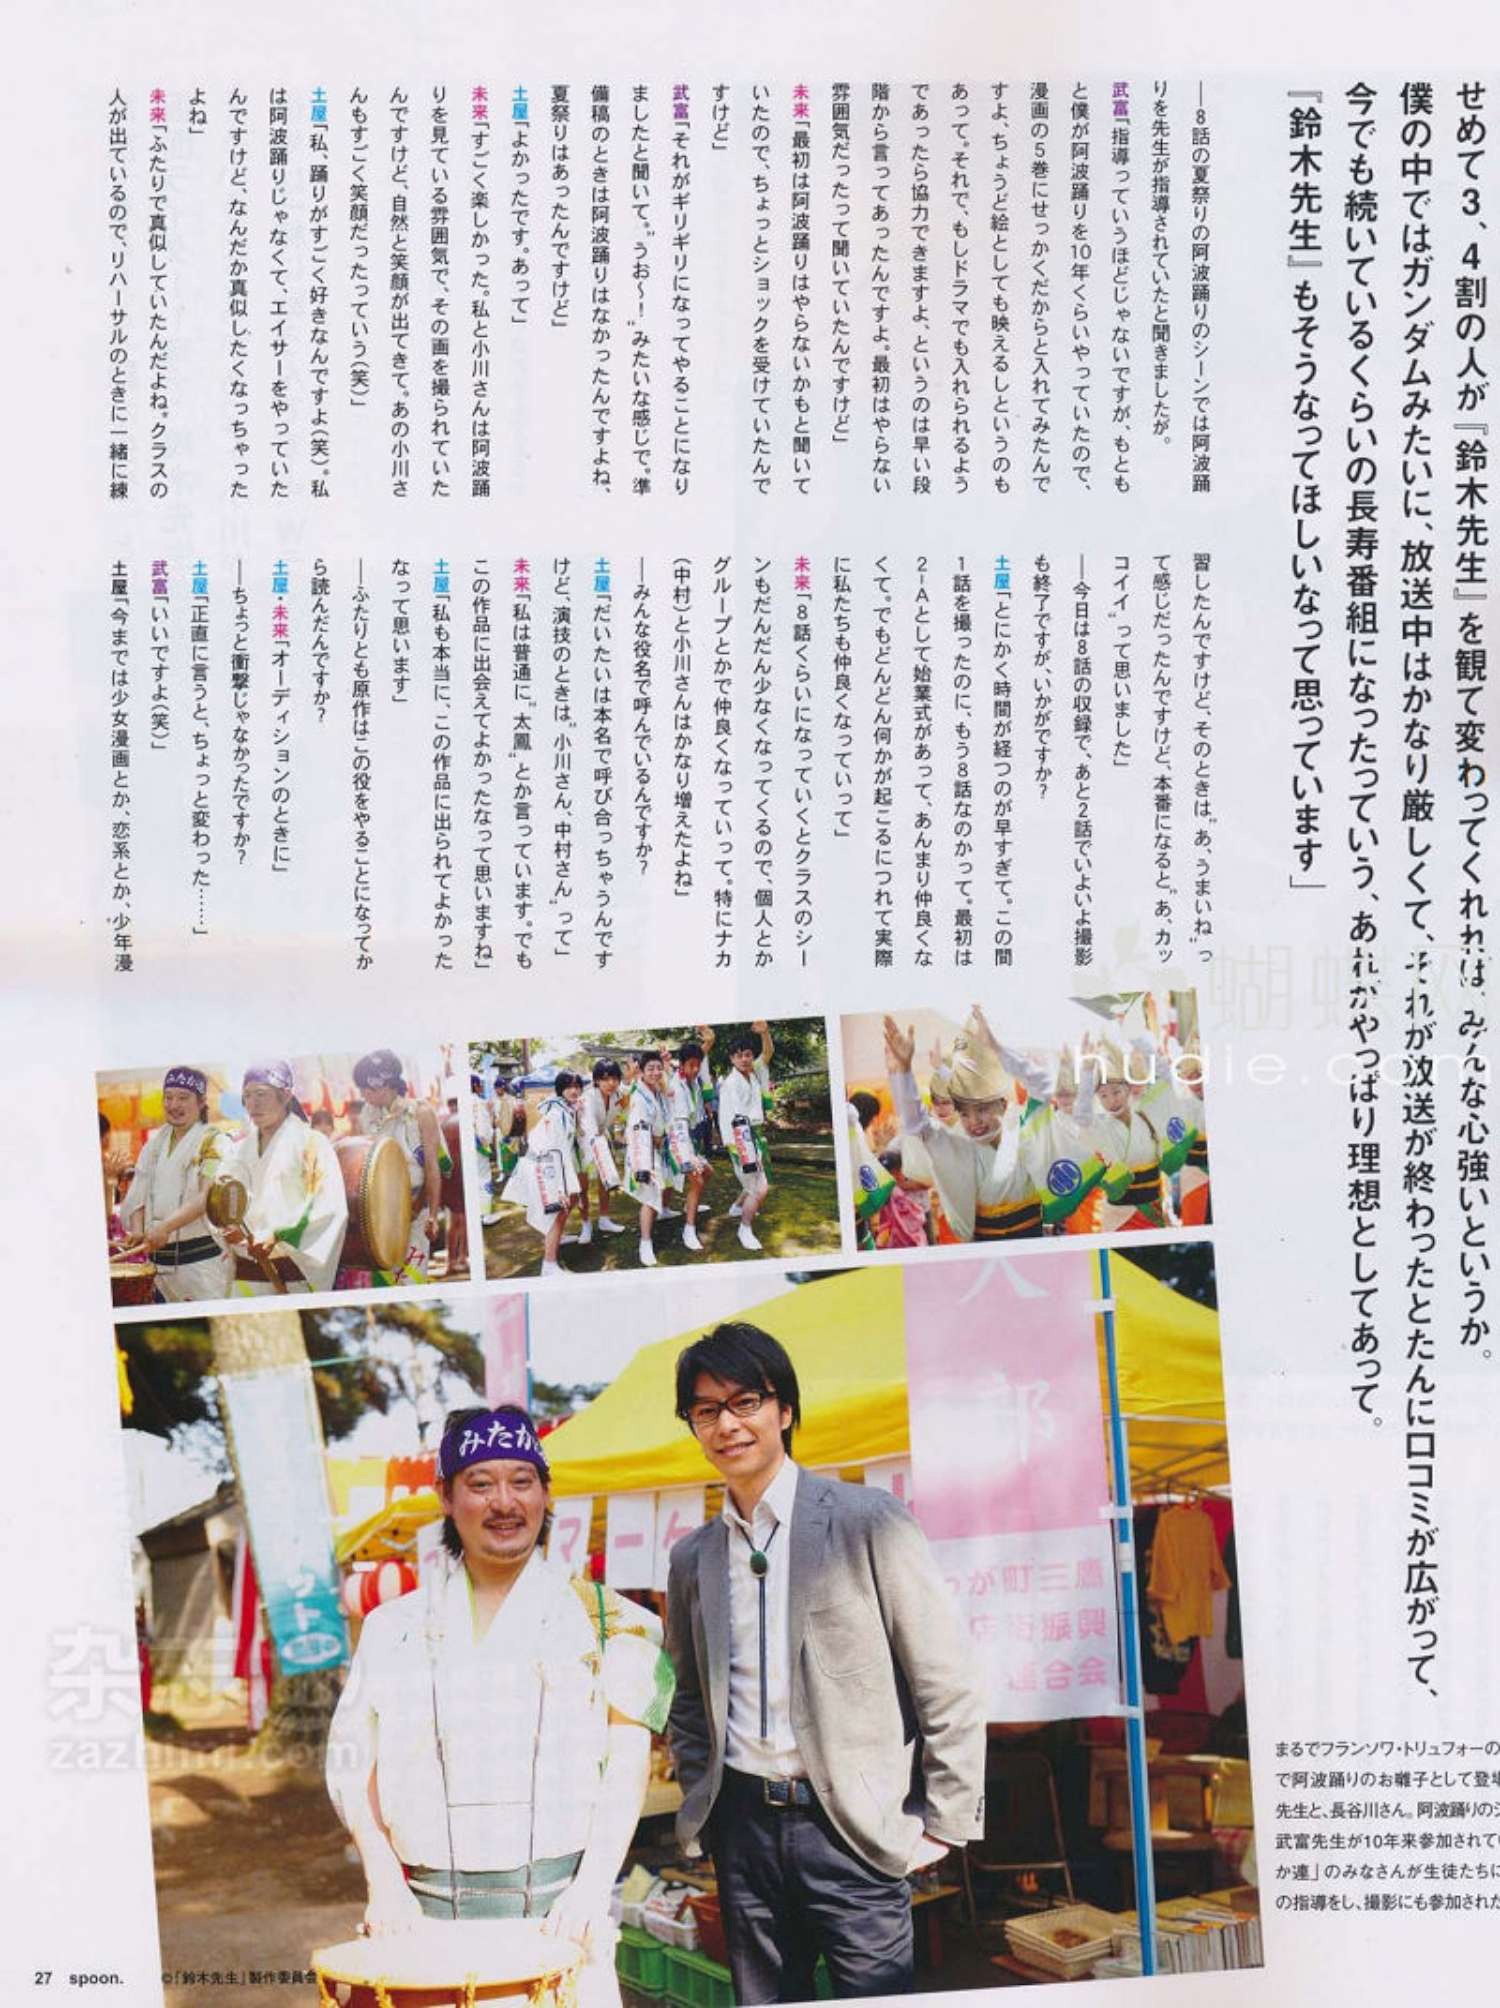 せめて3、4割の人が『鈴木先生』を観て変わってくれれば、みんな心強いというか。
僕の中ではガンダムみたいに、放送中はかなり厳しくて、それが放送が終わったとたんに口コミが広がって、
今でも続いているくらいの長寿番組になったっていう、あれがやっぱり理想としてあって。
『鈴木先生』もそうなってほしいなって思っています」
――8話の夏祭りの阿波踊りのシーンでは阿波踊
りを先生が指導されていたと聞きましたが。
武富「指導っていうほどじゃないですが、もとも
と僕が阿波踊りを10年くらいやっていたので、
漫画の5巻にせっかくだからと入れてみたんで
すよ、ちょうど絵としても映えるしというのも
あって。それで、もしドラマでも入れられるよう
であったら協力できますよ、というのは早い段
階から言ってあったんですよ。最初はやらない
雰囲気だったって聞いていたんですけど」
未来「最初は阿波踊りはやらないかもと聞いて
いたので、ちょっとショックを受けていたんで
すけど」
武富「それがギリギリになってやることになり
ましたと聞いて。“うお〜！”みたいな感じで。準
備稿のときは阿波踊りはなかったんですよね、
夏祭りはあったんですけど」
土屋「よかったです。あって」
未来「すごく楽しかった。私と小川さんは阿波踊
りを見ている雰囲気で、その画を撮られていた
んですけど、自然と笑顔が出てきて。あの小川さ
んもすごく笑顔だったっていう（笑）」
土屋「私、踊りがすごく好きなんですよ（笑）。私
は阿波踊りじゃなくて、エイサーをやっていた
んですけど、なんだか真似したくなっちゃった
よね」
未来「ふたりで真似していたんだよね。クラスの
人が出ているので、リハーサルのときに一緒に練
習したんですけど、そのときは“あ、うまいね”っ
て感じだったんですけど、本番になると“あ、カッ
コイイ”って思いました」
――今日は8話の収録で、あと2話でいよいよ撮影
も終了ですが、いかがですか？
土屋「とにかく時間が経つのが早すぎて。この間
1話を撮ったのに、もう8話なのかって。最初は
2-Aとして始業式があって、あんまり仲良くな
くて。でもどんどん何かが起こるにつれて実際
に私たちも仲良くなっていって」
未来「8話くらいになっていくとクラスのシー
ンもだんだん少なくなってくるので、個人とか
グループとかで仲良くなっていって。特にナカ
（中村）と小川さんはかなり増えたよね」
――みんな役名で呼んでいるんですか？
土屋「だいたいは本名で呼び合っちゃうんです
けど、演技のときは“小川さん、中村さん”って」
未来「私は普通に“太鳳”とか言っています。でも
この作品に出会えてよかったなって思いますね」
土屋「私も本当に、この作品に出られてよかった
なって思います」
――ふたりとも原作はこの役をやることになってか
ら読んだんですか？
土屋・未来「オーディションのときに」
――ちょっと衝撃じゃなかったですか？
土屋「正直に言うと、ちょっと変わった……」
武富「いいですよ（笑）」
土屋「今までは少女漫画とか、恋系とか、少年漫
みたか
みたか
人
郎
マーケ
ット
が町三鷹
店街振興
連合会
まるでフランソワ・トリュフォーの
で阿波踊りのお囃子として登場
先生と、長谷川さん。阿波踊りの
武富先生が10年来参加されてい
か連」のみなさんが生徒たちに
の指導をし、撮影にも参加された
27 spoon.
©「鈴木先生」製作委員会
蝴蝶网
hudie com
杂志
zazhimi.com